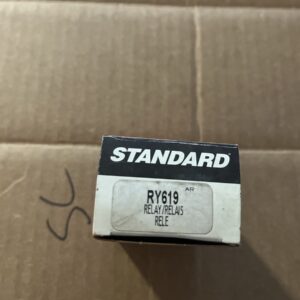 STANDARD
RY619 AR
RELAY/RELAIS
RELE